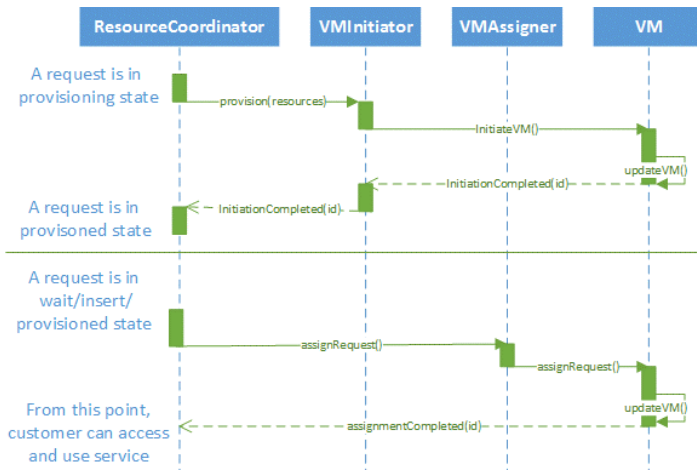 ResourceCoordinator
VMInitiator
VMAssigner
VM
A request is in
provisioning state
provision(resources)
InitiateVM()
updateVM()
InitiationCompleted(id)
InitiationCompleted(id)
A request is in
provisoned state
A request is in
wait/insert/
provisioned state
assignRequest()
assignRequest()
updateVM()
From this point,
customer can access
and use service
assignmentCompleted(id)